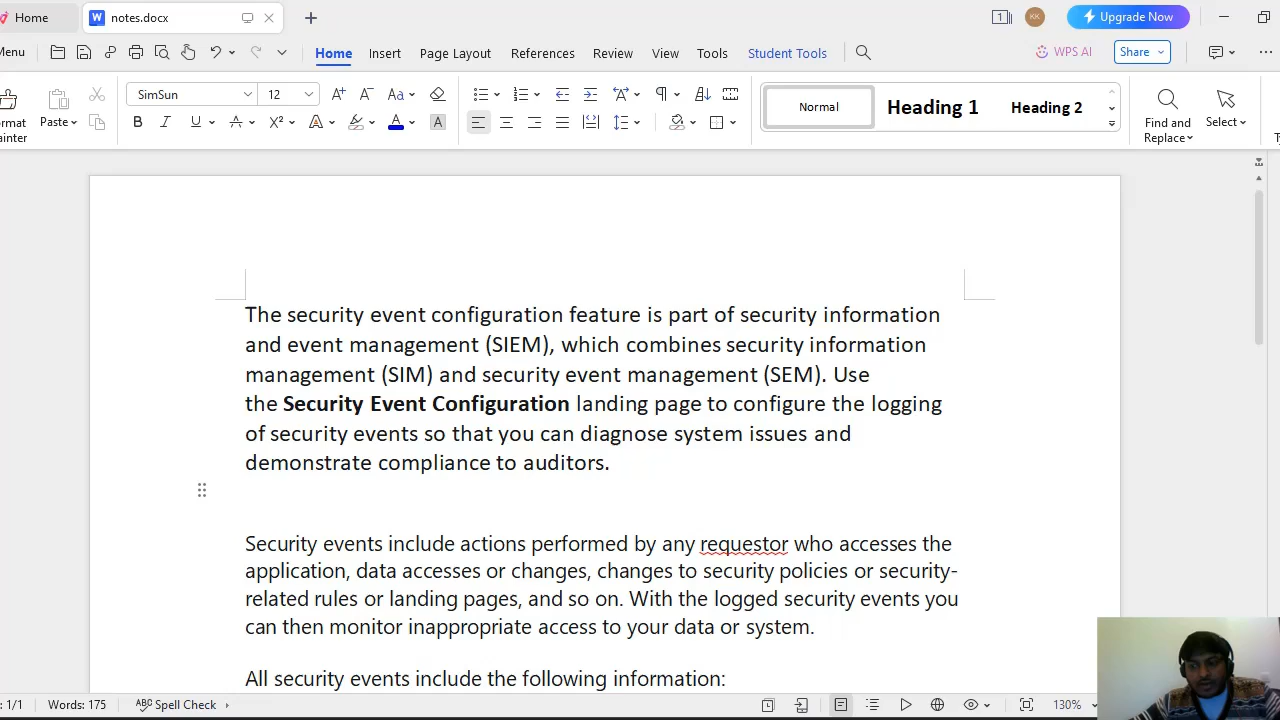 Home
notes.docx
1
KK
Upgrade Now
Menu
Home
Insert
Page Layout
References
Review
View
Tools
Student Tools
WPS AI
Share
SimSun
12
Paste
Normal
Heading 1
Heading 2
Find and
Replace
Select
The security event configuration feature is part of security information
and event management (SIEM), which combines security information
management (SIM) and security event management (SEM). Use
the Security Event Configuration landing page to configure the logging
of security events so that you can diagnose system issues and
demonstrate compliance to auditors.
Security events include actions performed by any requestor who accesses the
application, data accesses or changes, changes to security policies or security-
related rules or landing pages, and so on. With the logged security events you
can then monitor inappropriate access to your data or system.
All security events include the following information:
: 1/1
Words: 175
Spell Check
130%